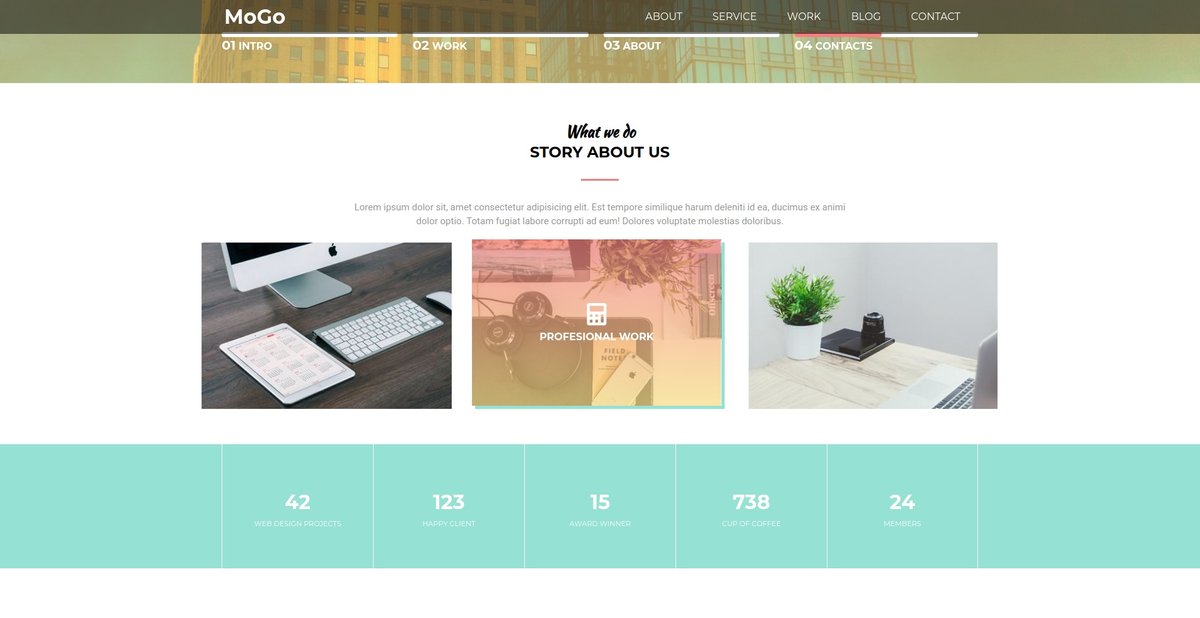 MoGo
ABOUT SERVICE WORK BLOG CONTACT
01 INTRO 02 WORK 03 ABOUT 04 CONTACTS
What we do
STORY ABOUT US
Lorem ipsum dolor sit, amet consectetur adipisicing elit. Est tempore similique harum deleniti id ea, ducimus ex animi
dolor optio. Totam fugiat labore corrupti ad eum! Dolores voluptate molestias doloribus.
PROFESIONAL WORK
FIELD
NOTES
42 123 15 738 24
WEB DESIGN PROJECTS HAPPY CLIENT AWARD WINNER CUP OF COFFEE MEMBERS